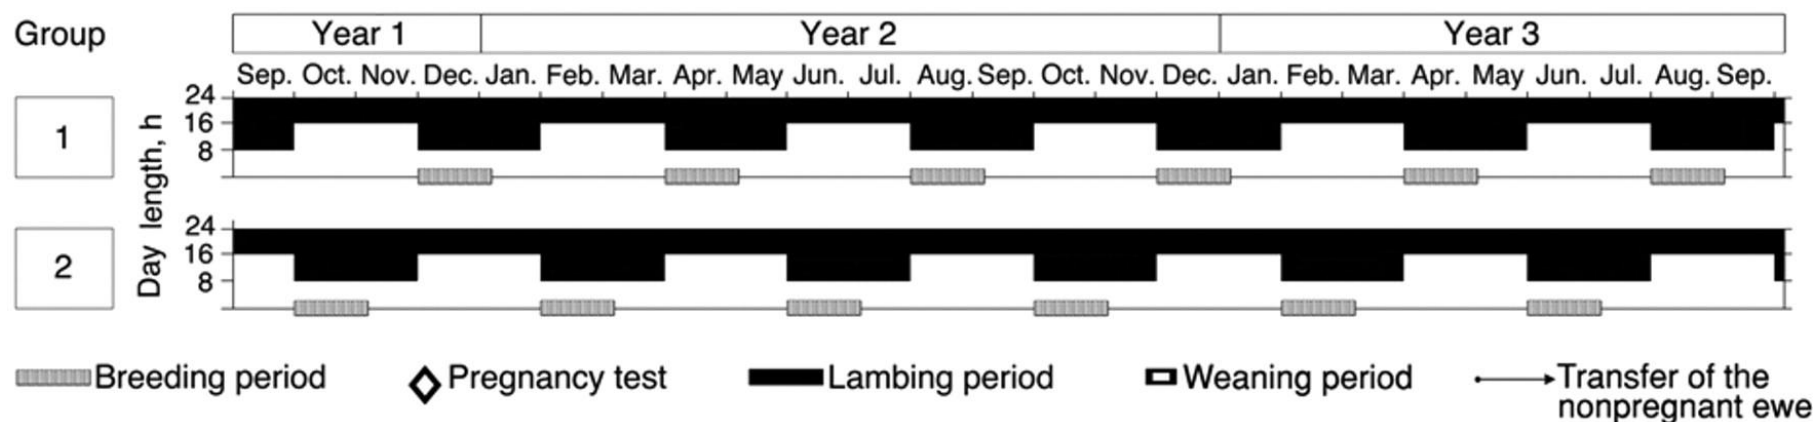 Group
Year 1 Year 2 Year 3
Sep. Oct. Nov. Dec. Jan. Feb. Mar. Apr. May Jun. Jul. Aug. Sep. Oct. Nov. Dec. Jan. Feb. Mar. Apr. May Jun. Jul. Aug. Sep.
1
24
16
8
Day length, h
2
24
16
8
Breeding period
Pregnancy test
Lambing period
Weaning period
Transfer of the
nonpregnant ewe